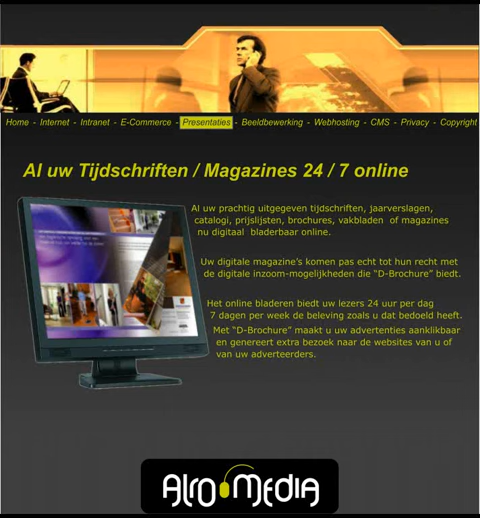 Home - Internet - Intranet - E-Commerce - Presentaties - Beeldbewerking - Webhosting - CMS - Privacy - Copyright
Al uw Tijdschriften / Magazines 24 / 7 online
Al uw prachtig uitgegeven tijdschriften, jaarverslagen,
catalogi, prijslijsten, brochures, vakbladen of magazines
nu digitaal bladerbaar online.
Uw digitale magazine's komen pas echt tot hun recht met
de digitale inzoom-mogelijkheden die "D-Brochure" biedt.
Het online bladeren biedt uw lezers 24 uur per dag
7 dagen per week de beleving zoals u dat bedoeld heeft.
Met "D-Brochure" maakt u uw advertenties aanklikbaar
en genereert extra bezoek naar de websites van u of
van uw adverteerders.
Alro Media